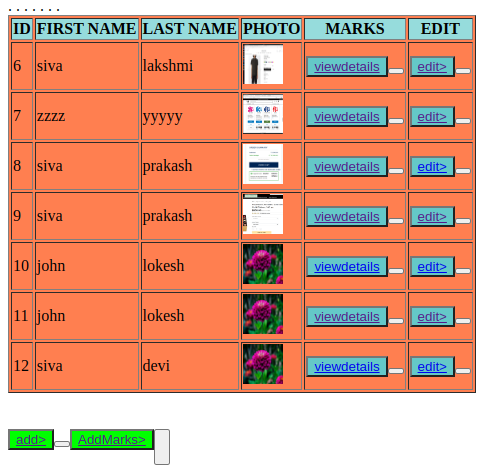 . . . . . . .
ID FIRST NAME LAST NAME PHOTO MARKS EDIT
6 siva lakshmi viewdetails edit>
7 zzzz yyyyy viewdetails edit>
8 siva prakash viewdetails edit>
9 siva prakash viewdetails edit>
10 john lokesh viewdetails edit>
11 john lokesh viewdetails edit>
12 siva devi viewdetails edit>
add> AddMarks>